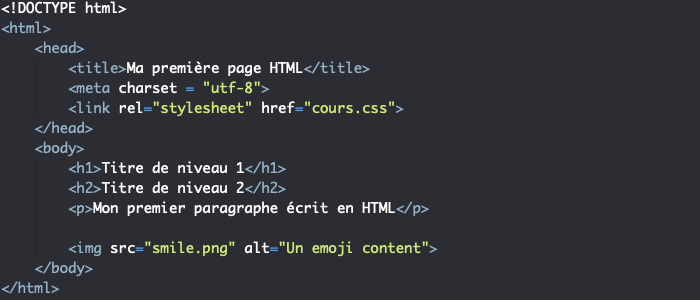 <!DOCTYPE html>
<html>
    <head>
        <title>Ma première page HTML</title>
        <meta charset = "utf-8">
        <link rel="stylesheet" href="cours.css">
    </head>
    <body>
        <h1>Titre de niveau 1</h1>
        <h2>Titre de niveau 2</h2>
        <p>Mon premier paragraphe écrit en HTML</p>

        <img src="smile.png" alt="Un emoji content">
    </body>
</html>